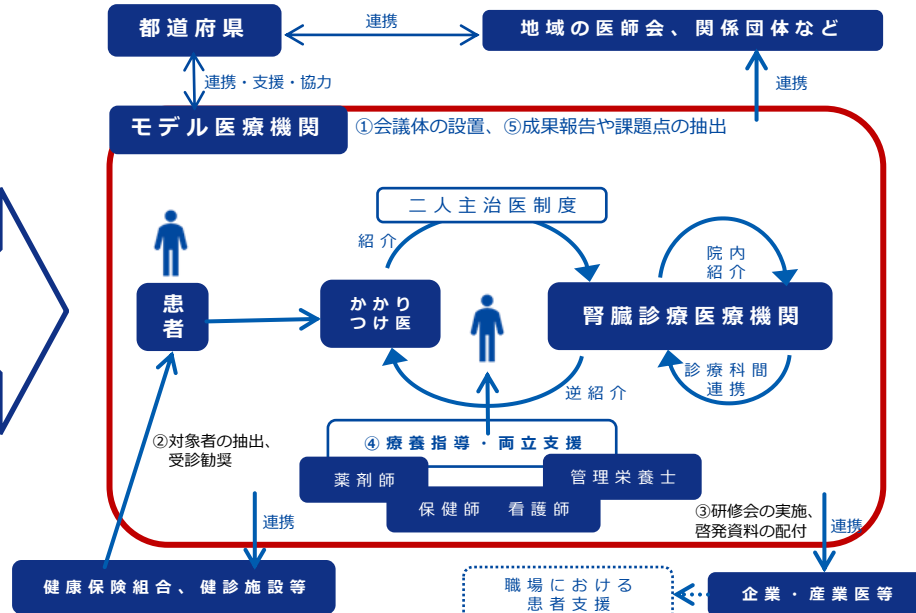 都道府県
連携
地域の医師会、関係団体など
連携・支援・協力
連携
モデル医療機関
①会議体の設置、⑤成果報告や課題点の抽出
二人主治医制度
紹介
院内
紹介
患者
かかり
つけ医
腎臓診療医療機関
逆紹介
診療科間
連携
②対象者の抽出、
受診勧奨
④療養指導・両立支援
薬剤師
管理栄養士
保健師 看護師
連携
③研修会の実施、
啓発資料の配付
連携
健康保険組合、健診施設等
職場における
患者支援
企業・産業医等